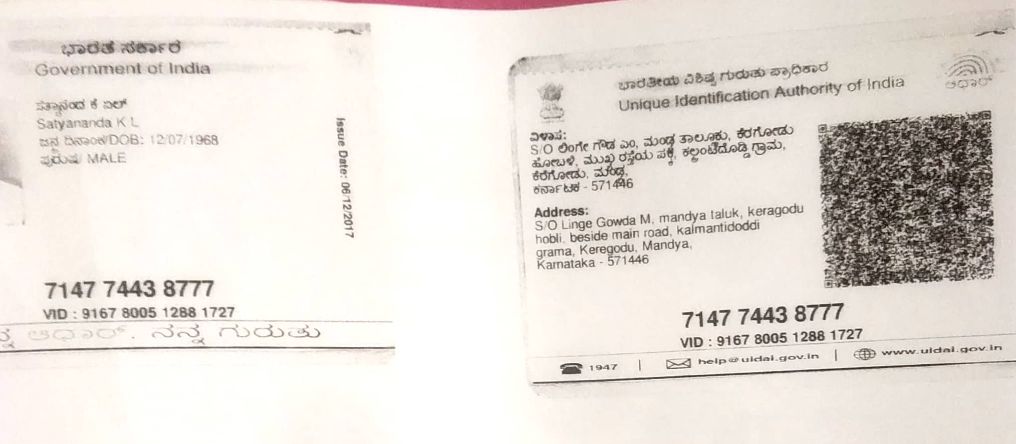 ಭಾರತ ಸರ್ಕಾರ
Government of India
ಸತ್ಯಾನಂದ ಕೆ ಎಲ್
Satyananda K L
ಜನ್ಮ ದಿನಾಂಕ/DOB: 12/07/1968
ಪುರುಷ/ MALE
Issue Date: 06/12/2017
7147 7443 8777
VID : 9167 8005 1288 1727
ಆಧಾರ್, ನನ್ನ ಗುರುತು
ಭಾರತೀಯ ವಿಶಿಷ್ಟ ಗುರುತು ಪ್ರಾಧಿಕಾರ
Unique Identification Authority of India
ಆಧಾರ್
ವಿಳಾಸ:
S/O ಲಿಂಗೇ ಗೌಡ ಎಂ, ಮಂಡ್ಯ ತಾಲೂಕು, ಕೆರಗೋಡು
ಹೋಬಳಿ, ಮುಖ್ಯ ರಸ್ತೆಯ ಪಕ್ಕ, ಕಲ್ಮಂಟಿದೊಡ್ಡಿ ಗ್ರಾಮ,
ಕೆರೆಗೋಡು, ಮಂಡ್ಯ,
ಕರ್ನಾಟಕ - 571446
Address:
S/O Linge Gowda M, mandya taluk, keragodu
hobli, beside main road, kalmantidoddi
grama, Keregodu, Mandya,
Karnataka - 571446
7147 7443 8777
VID : 9167 8005 1288 1727
1947 | help@uidai.gov.in | www.uidai.gov.in